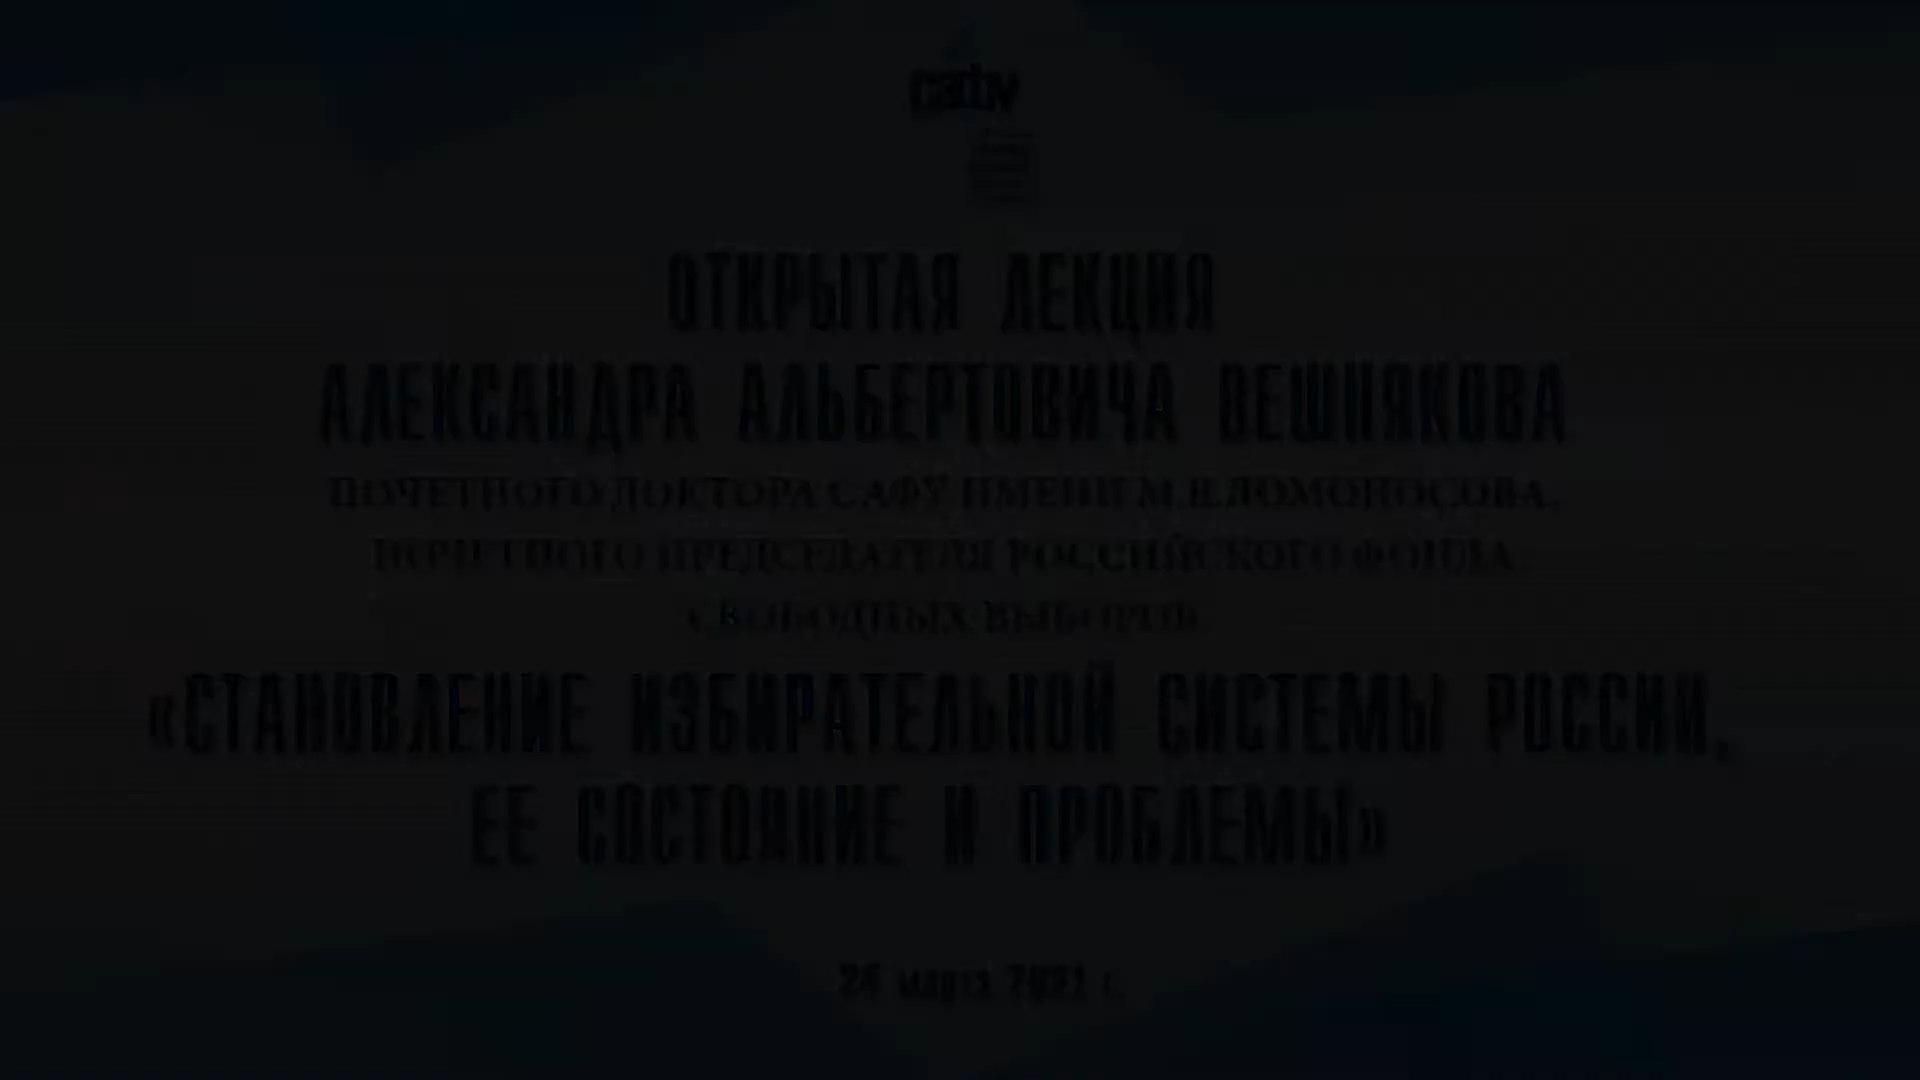 сафу
ОТКРЫТАЯ ЛЕКЦИЯ
АЛЕКСАНДРА АЛЬБЕРТОВИЧА ВЕШНЯКОВА
ПОЧЕТНОГО ДОКТОРА САФУ ИМЕНИ М.В.ЛОМОНОСОВА,
ПОЧЕТНОГО ПРЕДСЕДАТЕЛЯ РОССИЙСКОГО ФОНДА
СВОБОДНЫХ ВЫБОРОВ
«СТАНОВЛЕНИЕ ИЗБИРАТЕЛЬНОЙ СИСТЕМЫ РОССИИ,
ЕЕ СОСТОЯНИЕ И ПРОБЛЕМЫ»
марта 2021 г.